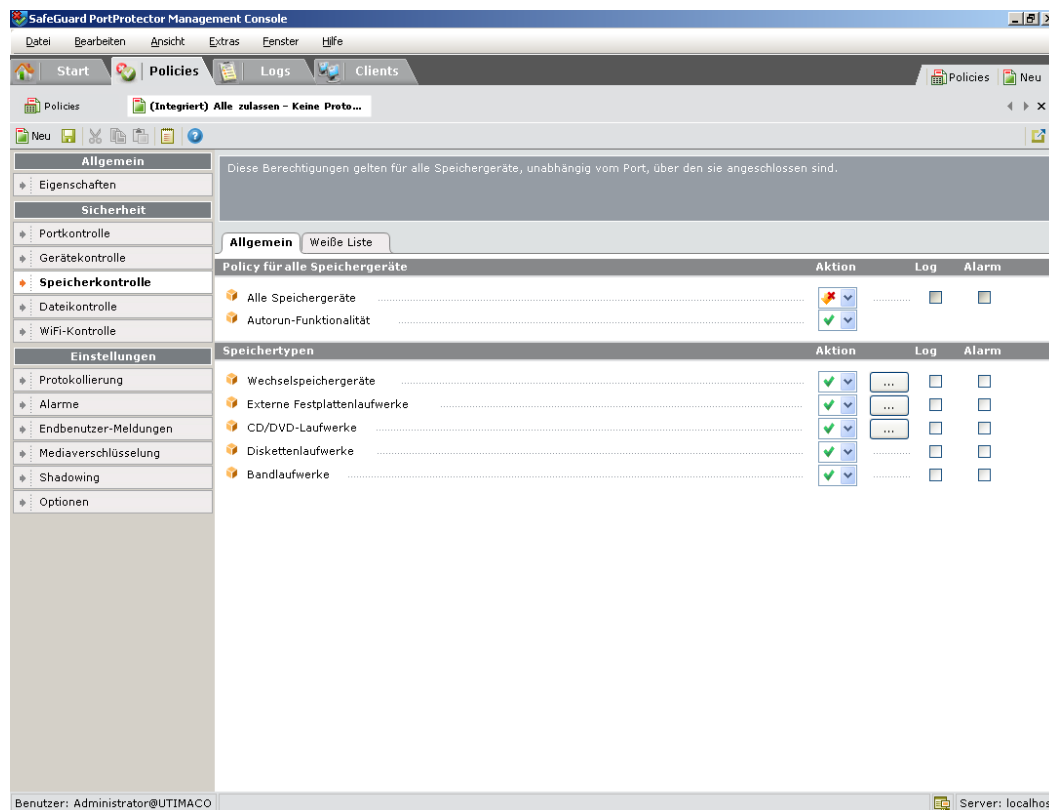 SafeGuard PortProtector Management Console
Datei Bearbeiten Ansicht Extras Fenster Hilfe
Start Policies Logs Clients Policies Neu
Policies (Integriert) Alle zulassen – Keine Proto...
Neu
Allgemein
Eigenschaften
Sicherheit
Portkontrolle
Gerätekontrolle
Speicherkontrolle
Dateikontrolle
WiFi-Kontrolle
Einstellungen
Protokollierung
Alarme
Endbenutzer-Meldungen
Mediaverschlüsselung
Shadowing
Optionen
Diese Berechtigungen gelten für alle Speichergeräte, unabhängig vom Port, über den sie angeschlossen sind.
Allgemein Weiße Liste
Policy für alle Speichergeräte Aktion Log Alarm
Alle Speichergeräte
Autorun-Funktionalität
Speichertypen Aktion Log Alarm
Wechselspeichergeräte ...
Externe Festplattenlaufwerke ...
CD/DVD-Laufwerke ...
Diskettenlaufwerke
Bandlaufwerke
Benutzer: Administrator@UTIMACO Server: localhos